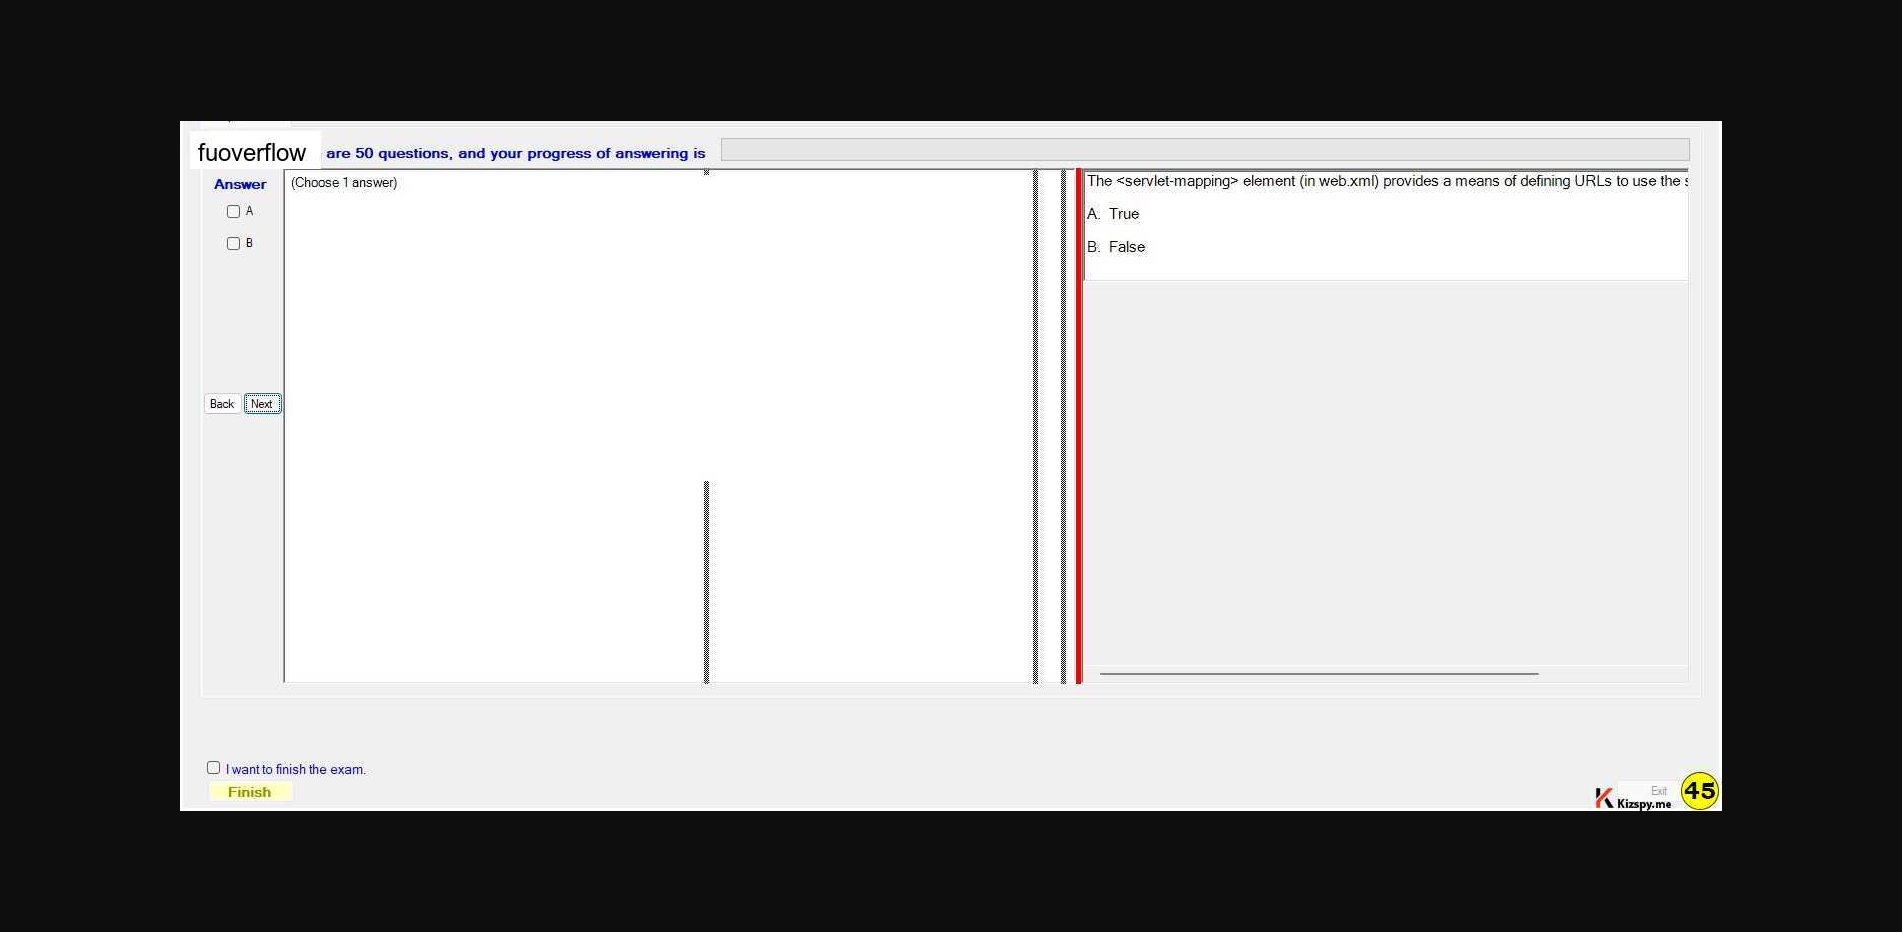 fuoverflow are 50 questions, and your progress of answering is
Answer
A
B
Back Next
(Choose 1 answer)
The <servlet-mapping> element (in web.xml) provides a means of defining URLs to use the
A. True
B. False
I want to finish the exam.
Finish
Exit
Kizspy.me
45